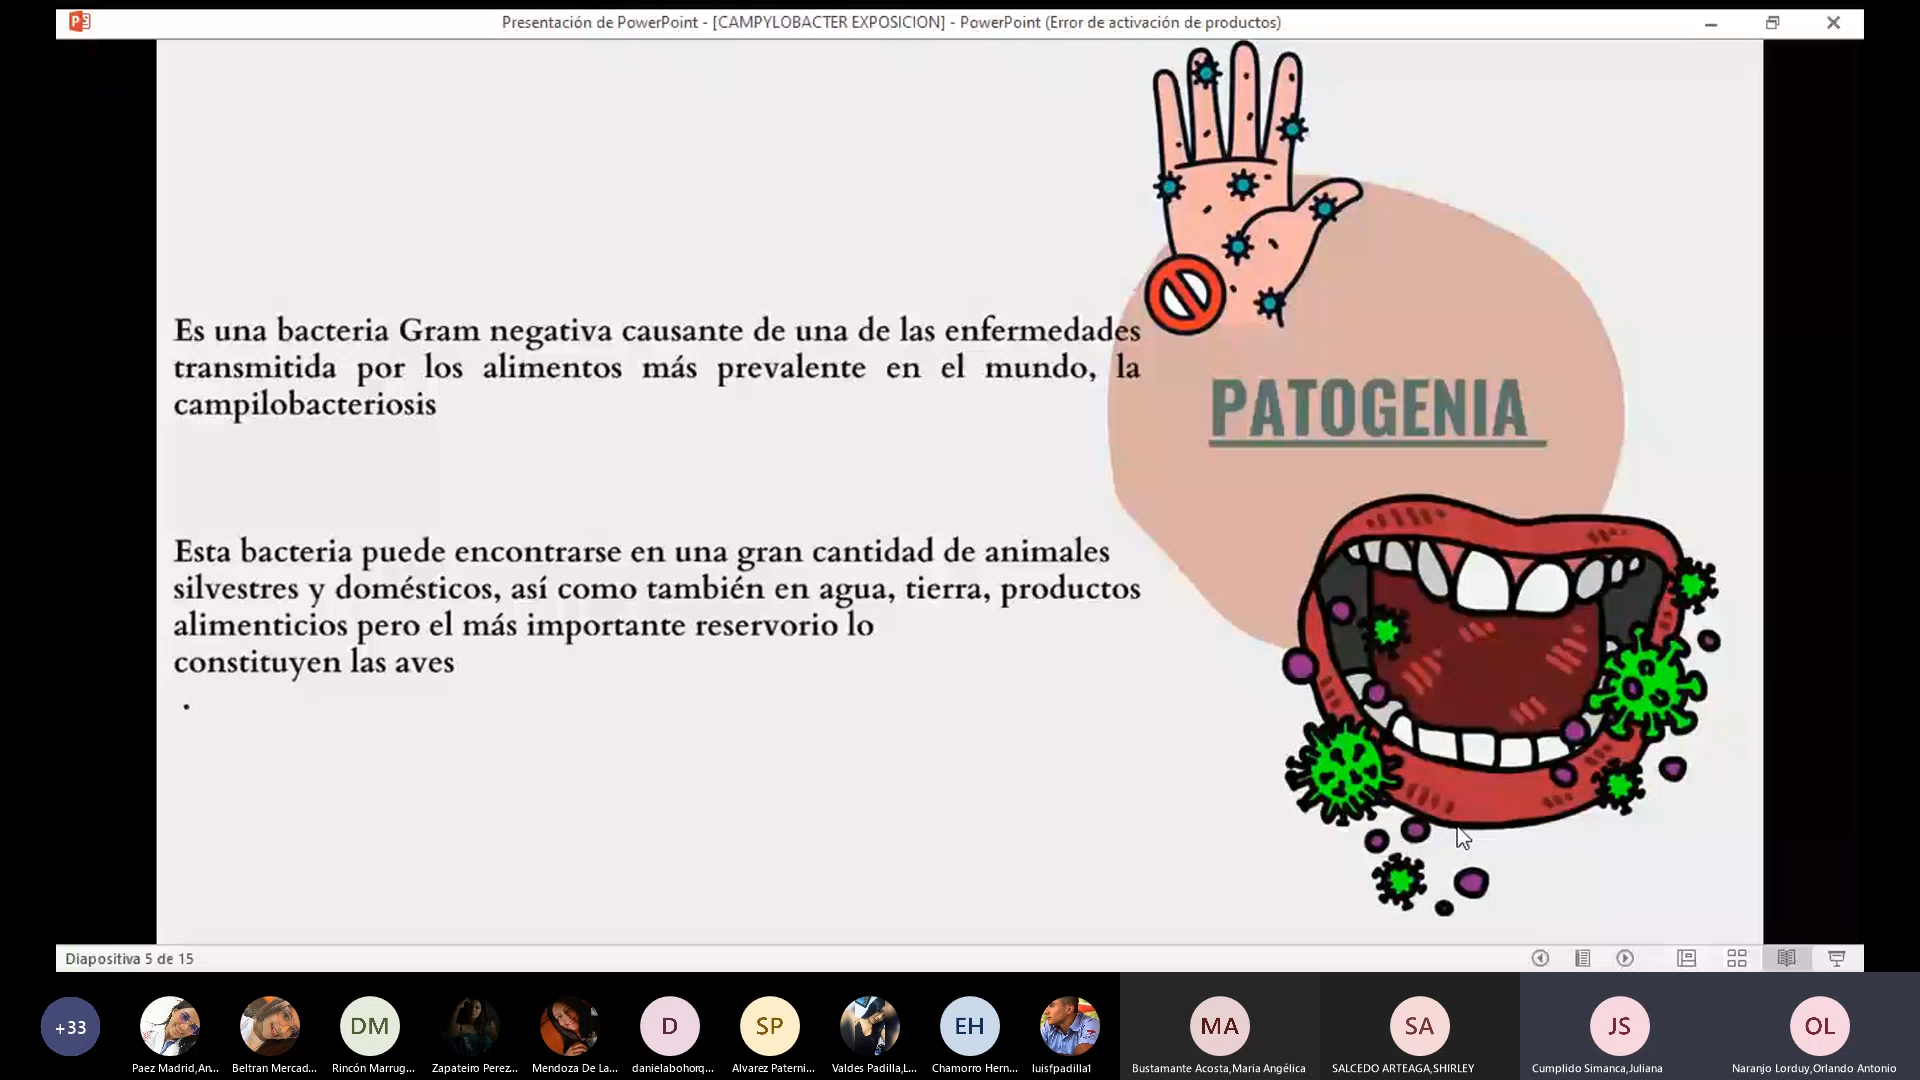 Presentación de PowerPoint - [CAMPYLOBACTER EXPOSICION] - PowerPoint (Error de activación de productos)
Es una bacteria Gram negativa causante de una de las enfermedades
transmitida por los alimentos más prevalente en el mundo, la
campilobacteriosis
PATOGENIA
Esta bacteria puede encontrarse en una gran cantidad de animales
silvestres y domésticos, así como también en agua, tierra, productos
alimenticios pero el más importante reservorio lo
constituyen las aves
.
Diapositiva 5 de 15
+33
DM
D
SP
EH
MA
SA
JS
OL
Paez Madrid,An...
Beltran Mercad...
Rincón Marrug...
Zapateiro Perez...
Mendoza De La...
danielabohorq...
Alvarez Paterni...
Valdes Padilla,L...
Chamorro Hern...
luisfpadilla1
Bustamante Acosta,Maria Angélica
SALCEDO ARTEAGA,SHIRLEY
Cumplido Simanca,Juliana
Naranjo Lorduy,Orlando Antonio